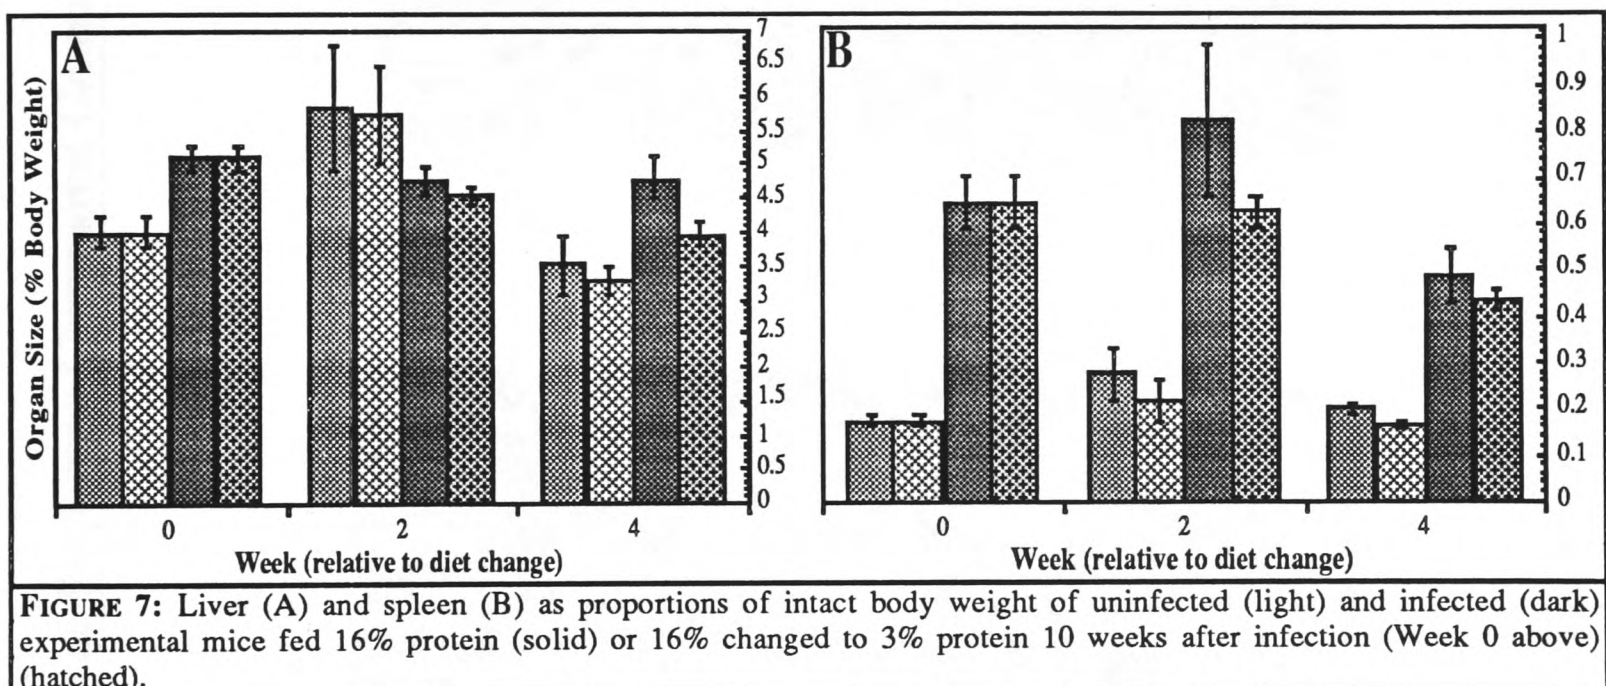 A
B
Organ Size (% Body Weight)
7
6.5
6
5.5
5
4.5
4
3.5
3
2.5
2
1.5
1
0.5
0
1
0.9
0.8
0.7
0.6
0.5
0.4
0.3
0.2
0.1
0
0 2 4
0 2 4
Week (relative to diet change)
Week (relative to diet change)
FIGURE 7: Liver (A) and spleen (B) as proportions of intact body weight of uninfected (light) and infected (dark)
experimental mice fed 16% protein (solid) or 16% changed to 3% protein 10 weeks after infection (Week 0 above)
(hatched).